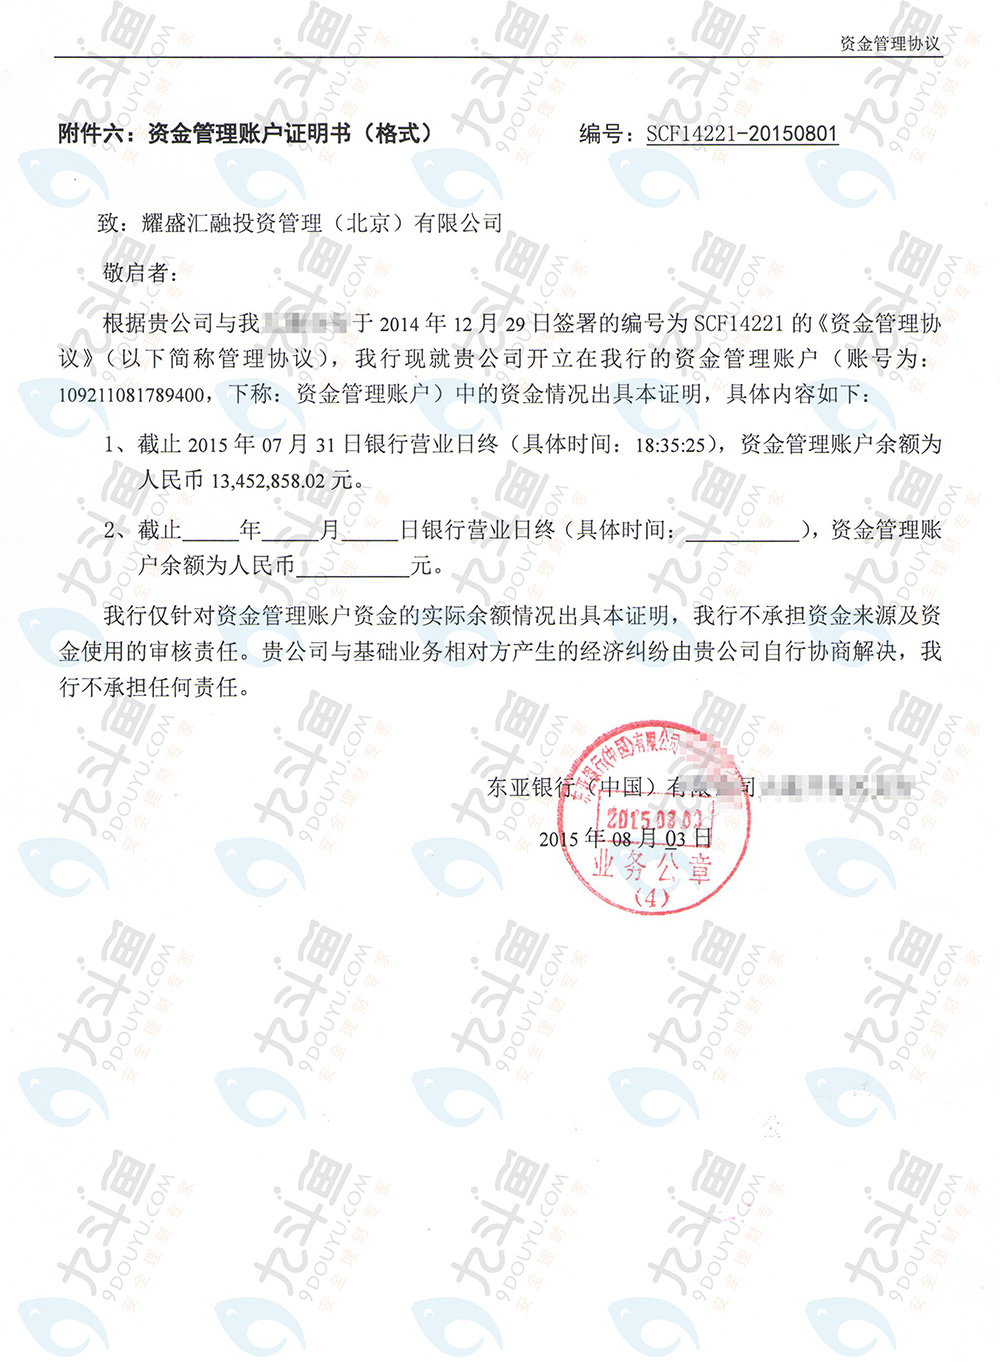 资金管理协议
附件六：资金管理账户证明书（格式） 编号：SCF14221-20150801
致：耀盛汇融投资管理（北京）有限公司
敬启者：
根据贵公司与我 于 2014 年 12 月 29 日签署的编号为 SCF14221 的《资金管理协
议》（以下简称管理协议），我行现就贵公司开立在我行的资金管理账户（账号为：
109211081789400，下称：资金管理账户）中的资金情况出具本证明，具体内容如下：
1、截止 2015 年 07 月 31 日银行营业日终（具体时间：18:35:25），资金管理账户余额为
人民币 13,452,858.02 元。
2、截止_____年_____月_____日银行营业日终（具体时间：__________），资金管理账
户余额为人民币__________元。
我行仅针对资金管理账户资金的实际余额情况出具本证明，我行不承担资金来源及资
金使用的审核责任。贵公司与基础业务相对方产生的经济纠纷由贵公司自行协商解决，我
行不承担任何责任。
东亚银行（中国）有限公司
2015 年 08 月 03 日
东亚银行(中国)有限公司
2015.08.03
业务公章
(4)
九斗鱼
9DOUYU.COM
安全理财专家